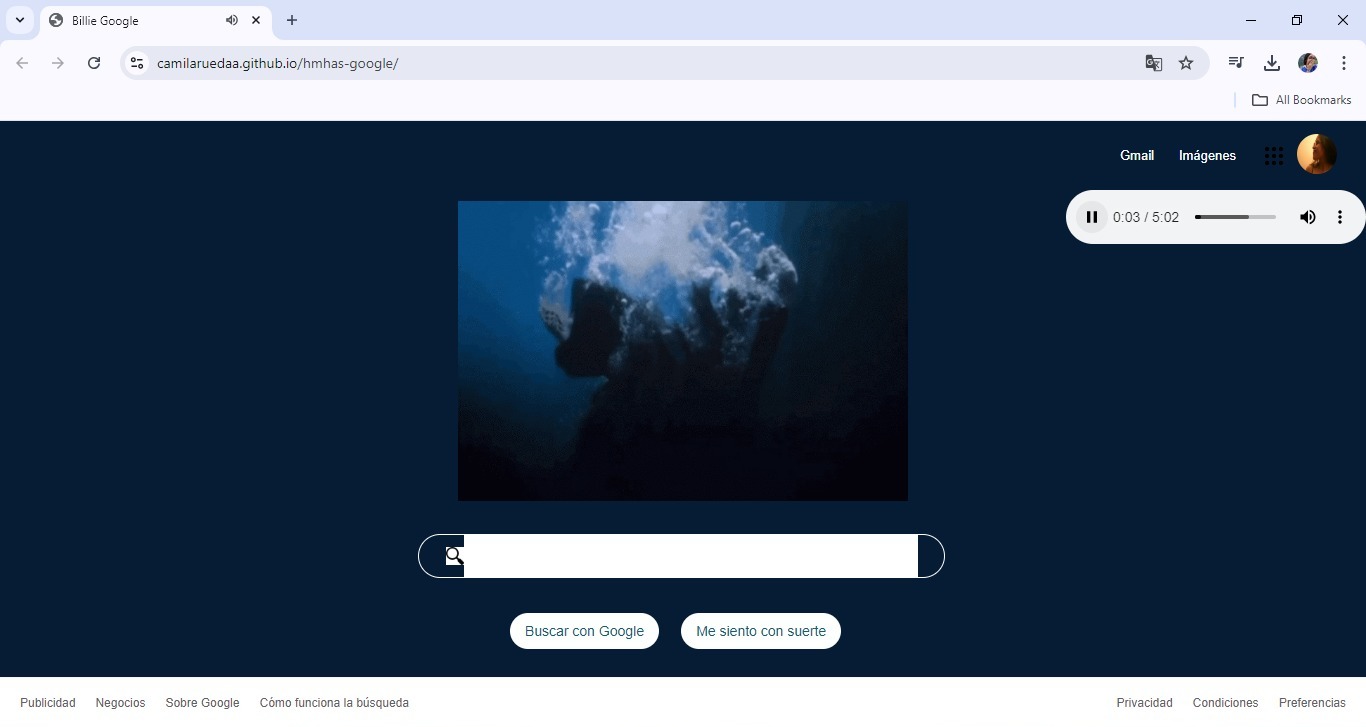 Billie Google
camilaruedaa.github.io/hmhas-google/
All Bookmarks
Gmail Imágenes
0:03 / 5:02
Buscar con Google Me siento con suerte
Publicidad Negocios Sobre Google Cómo funciona la búsqueda Privacidad Condiciones Preferencias